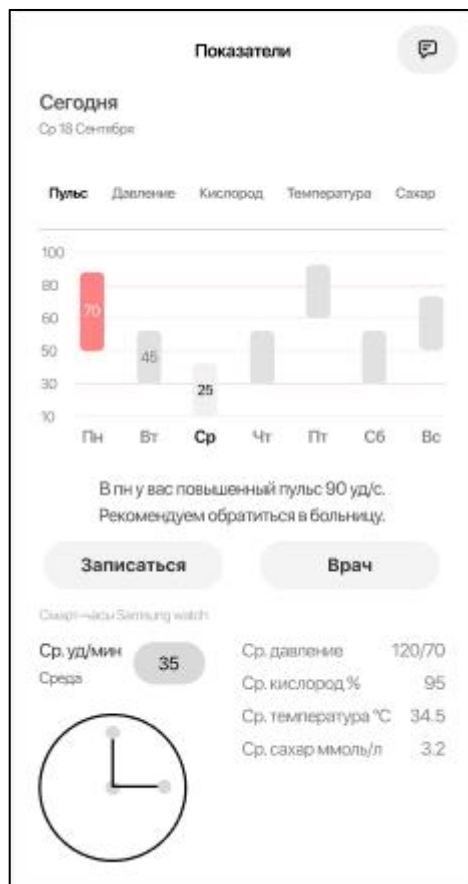 Показатели
Сегодня
Ср 18 Сентября
Пульс Давление Кислород Температура Сахар
100
80
70
60
50
45
30
25
10
Пн Вт Ср Чт Пт Сб Вс
В пн у вас повышенный пульс 90 уд/с.
Рекомендуем обратиться в больницу.
Записаться Врач
Смарт-часы Samsung watch
Ср. уд/мин 35
Среда
Ср. давление 120/70
Ср. кислород % 95
Ср. температура °C 34.5
Ср. сахар ммоль/л 3.2